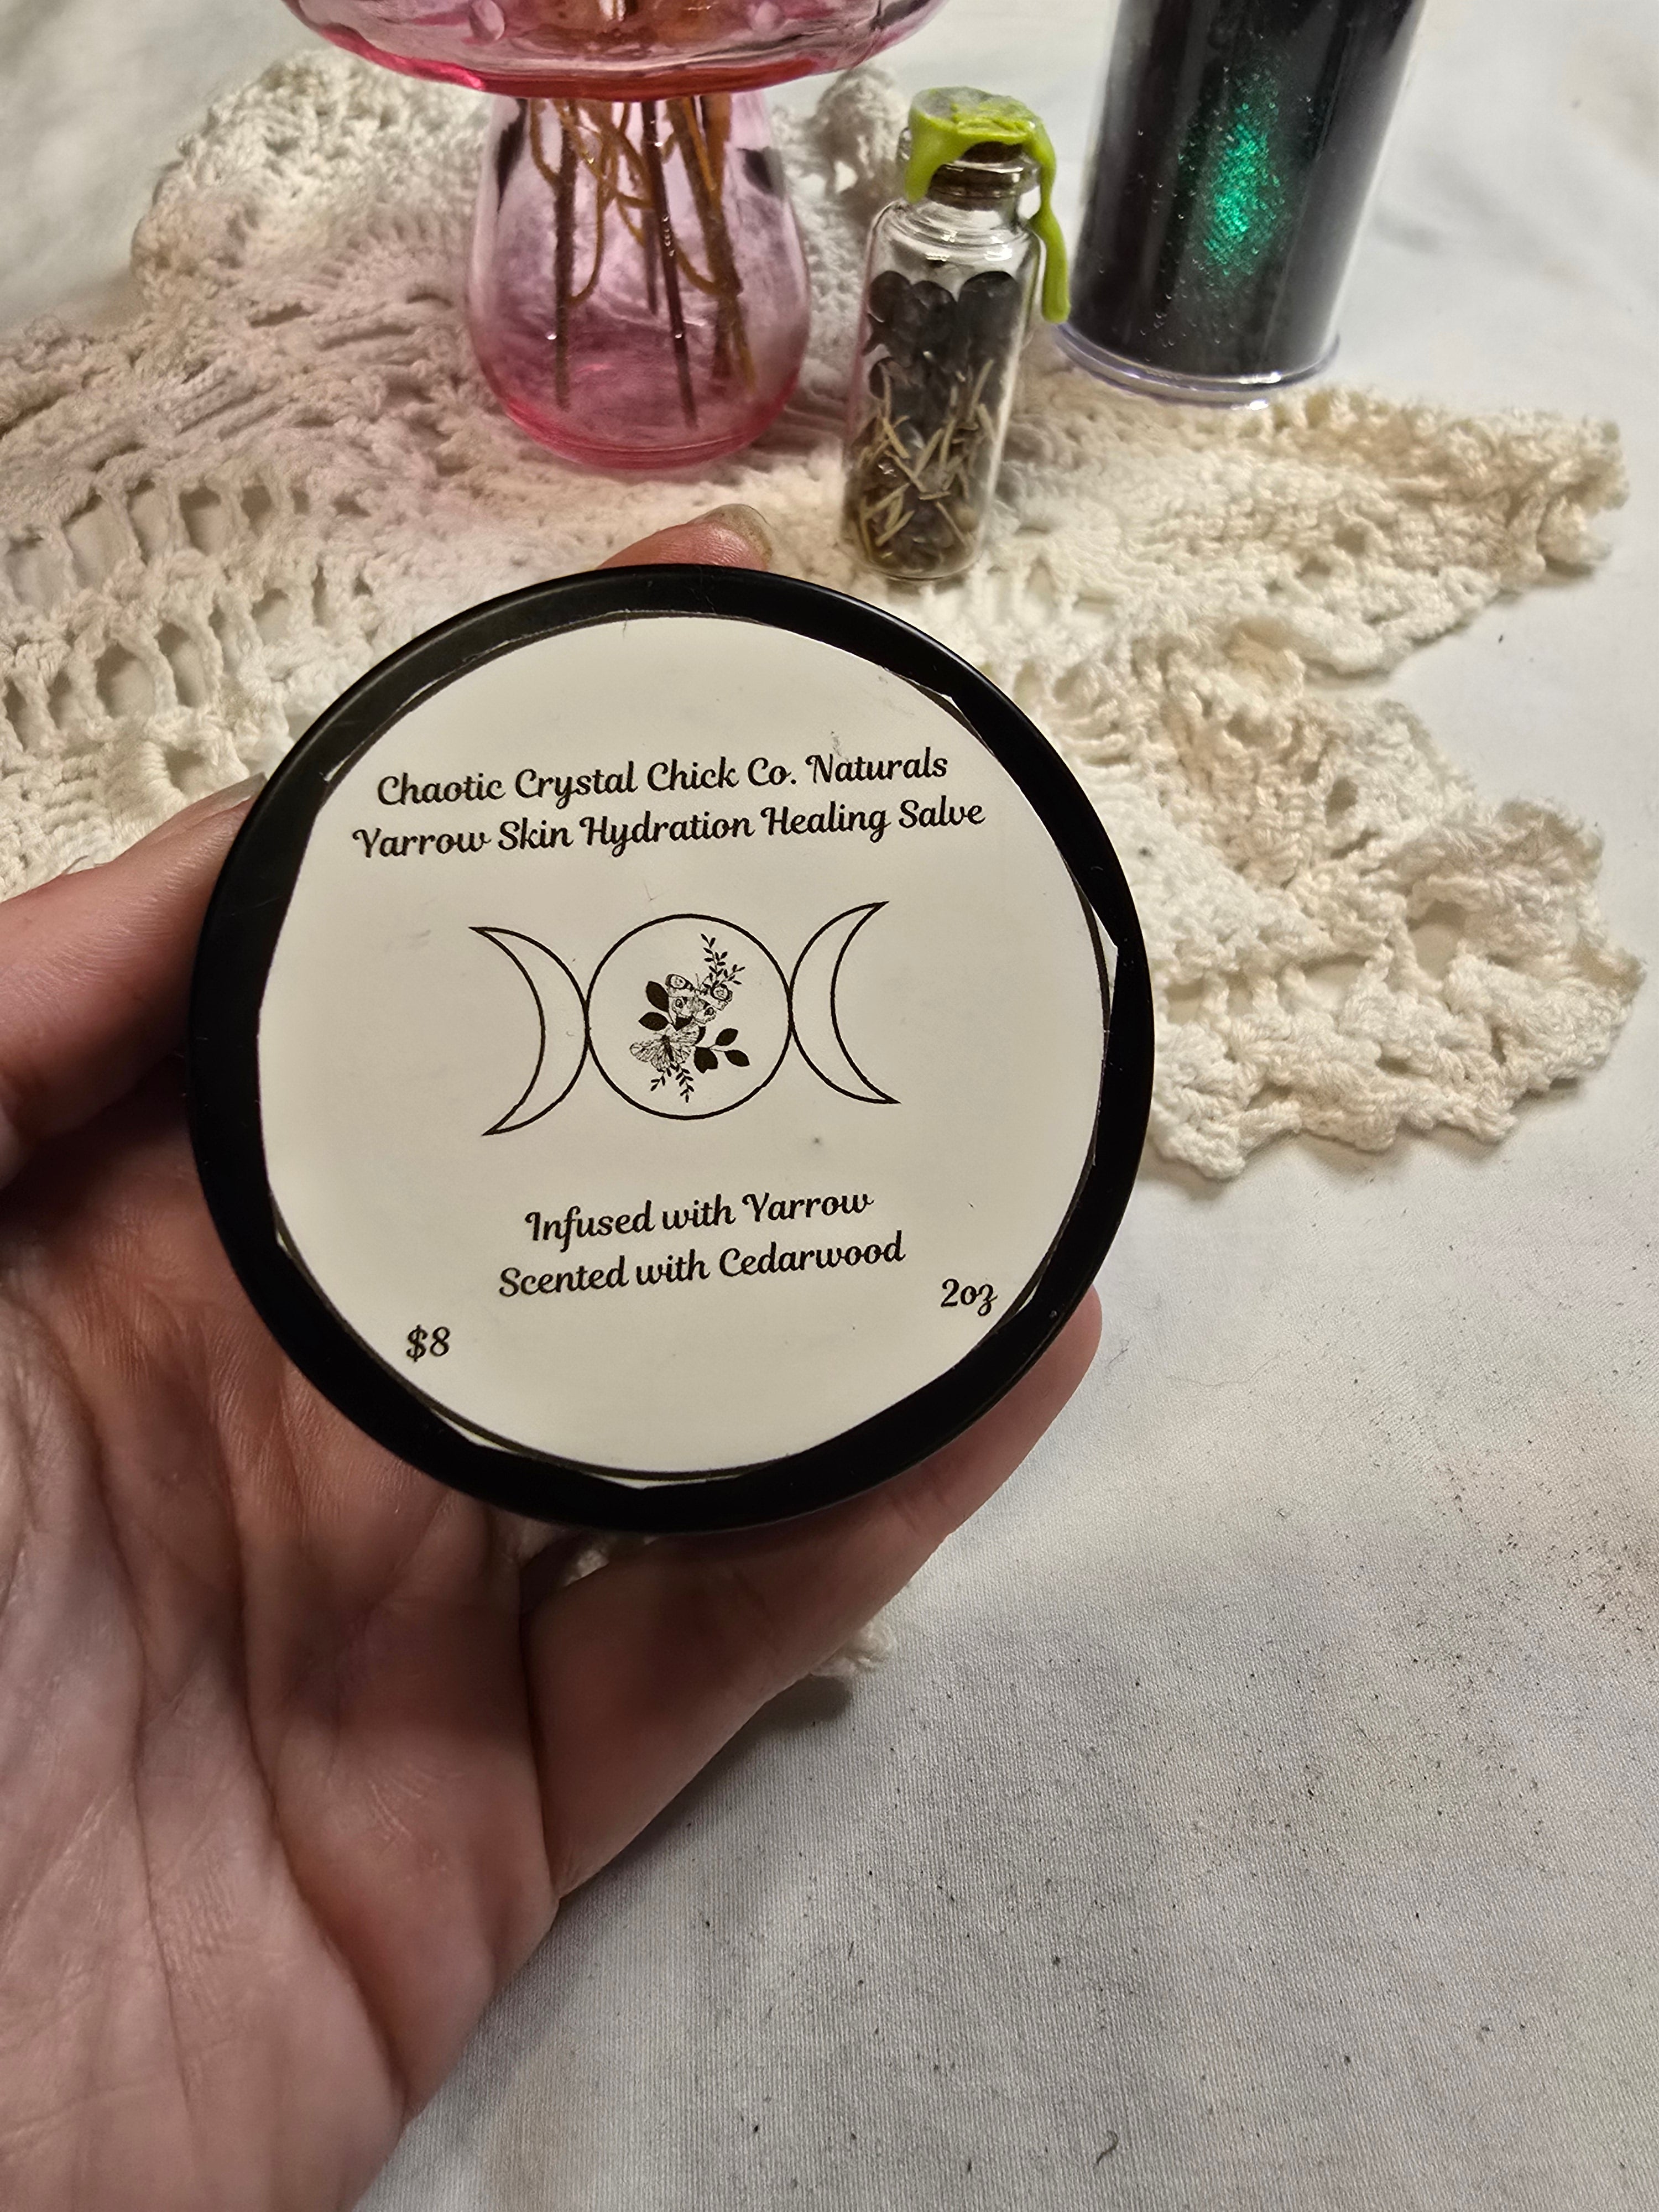 Chaotic Crystal Chick Co. Naturals
Yarrow Skin Hydration Healing Salve
Infused with Yarrow
Scented with Cedarwood
2oz
$8